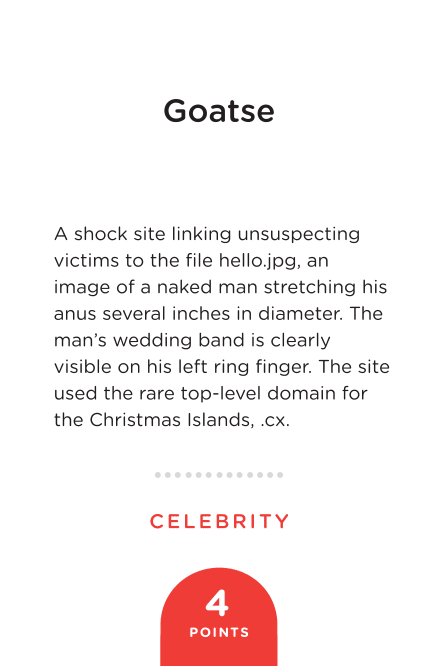 Goatse
A shock site linking unsuspecting
victims to the file hello.jpg, an
image of a naked man stretching his
anus several inches in diameter. The
man’s wedding band is clearly
visible on his left ring finger. The site
used the rare top-level domain for
the Christmas Islands, .cx.
CELEBRITY
4
POINTS